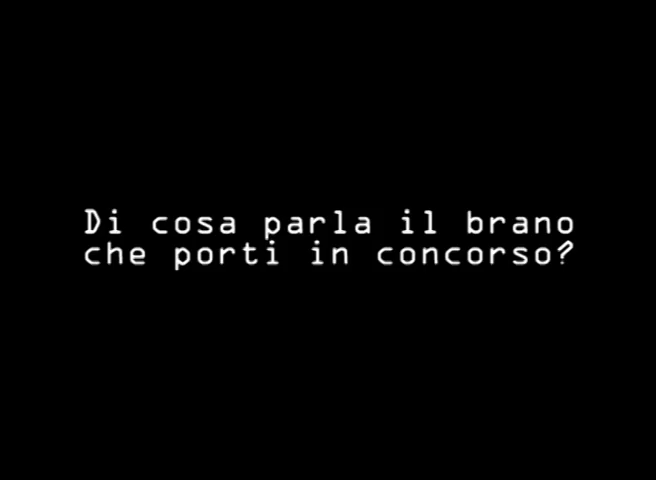 Di cosa parla il brano
che porti in concorso?